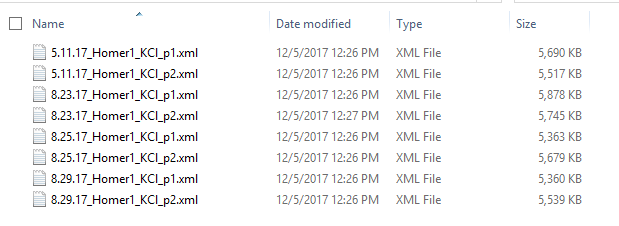 Name Date modified Type Size
5.11.17_Homer1_KCl_p1.xml 12/5/2017 12:26 PM XML File 5,690 KB
5.11.17_Homer1_KCl_p2.xml 12/5/2017 12:26 PM XML File 5,517 KB
8.23.17_Homer1_KCl_p1.xml 12/5/2017 12:26 PM XML File 5,878 KB
8.23.17_Homer1_KCl_p2.xml 12/5/2017 12:27 PM XML File 5,745 KB
8.25.17_Homer1_KCl_p1.xml 12/5/2017 12:26 PM XML File 5,363 KB
8.25.17_Homer1_KCl_p2.xml 12/5/2017 12:26 PM XML File 5,679 KB
8.29.17_Homer1_KCl_p1.xml 12/5/2017 12:26 PM XML File 5,360 KB
8.29.17_Homer1_KCl_p2.xml 12/5/2017 12:26 PM XML File 5,539 KB